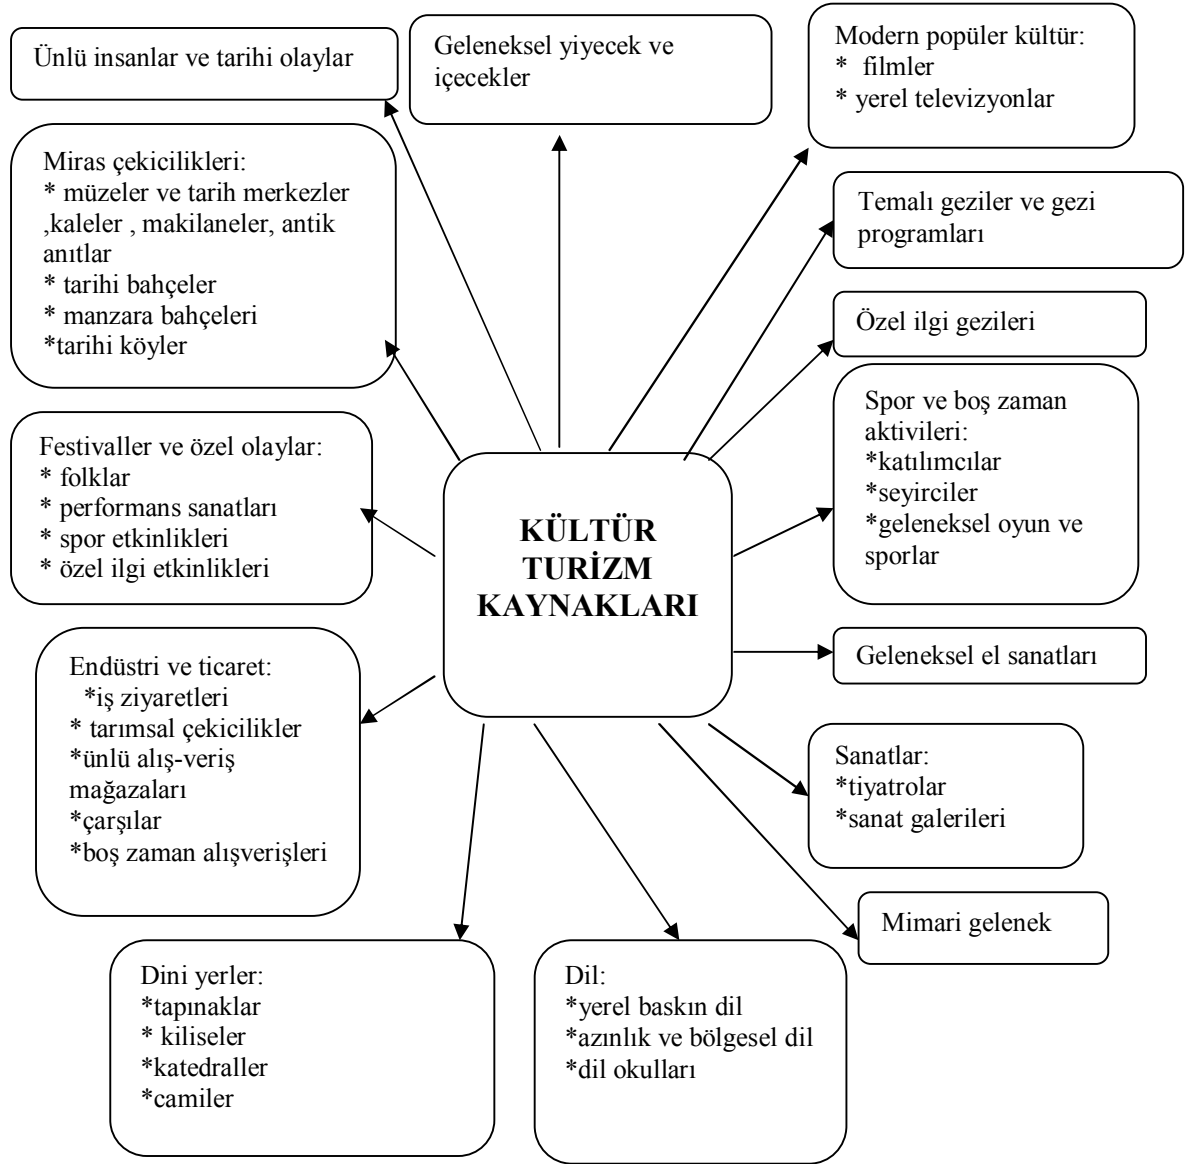 Ünlü insanlar ve tarihi olaylar
Geleneksel yiyecek ve
içecekler
Modern popüler kültür:
* filmler
* yerel televizyonlar
Miras çekicilikleri:
* müzeler ve tarih merkezler
,kaleler , makilaneler, antik
anıtlar
* tarihi bahçeler
* manzara bahçeleri
*tarihi köyler
Temalı geziler ve gezi
programları
Özel ilgi gezileri
Spor ve boş zaman
aktivileri:
*katılımcılar
*seyirciler
*geleneksel oyun ve
sporlar
Festivaller ve özel olaylar:
* folklar
* performans sanatları
* spor etkinlikleri
* özel ilgi etkinlikleri
KÜLTÜR
TURİZM
KAYNAKLARI
Geleneksel el sanatları
Endüstri ve ticaret:
*iş ziyaretleri
* tarımsal çekicilikler
*ünlü alış-veriş
mağazaları
*çarşılar
*boş zaman alışverişleri
Sanatlar:
*tiyatrolar
*sanat galerileri
Mimari gelenek
Dini yerler:
*tapınaklar
* kiliseler
*katedraller
*camiler
Dil:
*yerel baskın dil
*azınlık ve bölgesel dil
*dil okulları